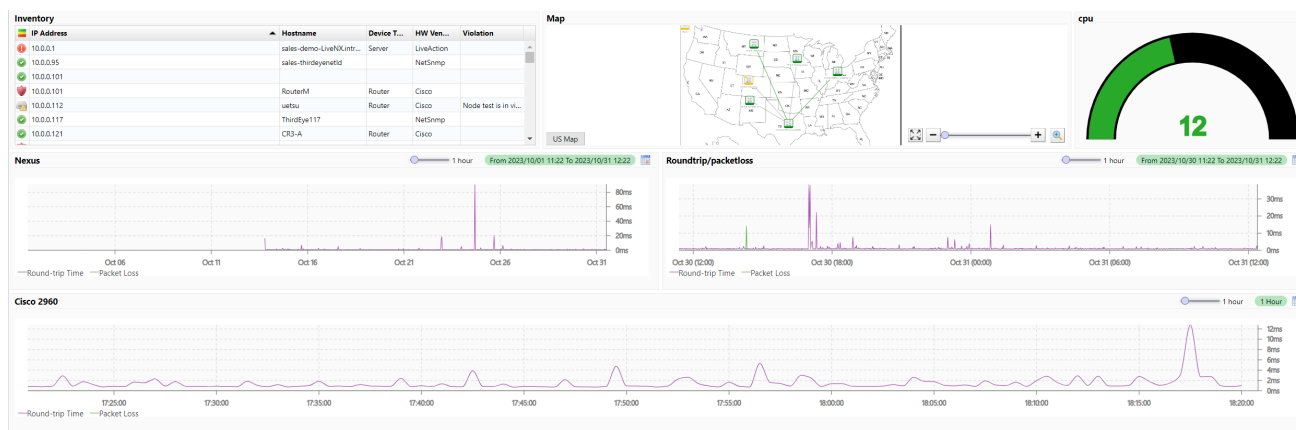 Inventory
IP Address Hostname Device T... HW Ven... Violation
10.0.0.1 sales-demo-LiveNX.intr... Server LiveAction
10.0.0.95 sales-thirdeyenetld NetSnmp
10.0.0.101
10.0.0.101 RouterM Router Cisco
10.0.0.112 uetsu Router Cisco Node test is in vi...
10.0.0.117 ThirdEye117 NetSnmp
10.0.0.121 CR3-A Router Cisco
Map
US Map
cpu
12
Nexus
1 hour From 2023/10/01 11:22 To 2023/10/31 12:22
80ms
60ms
40ms
20ms
0ms
Oct 06 Oct 11 Oct 16 Oct 21 Oct 26 Oct 31
Round-trip Time Packet Loss
Roundtrip/packetloss
1 hour From 2023/10/30 11:22 To 2023/10/31 12:22
30ms
20ms
10ms
0ms
Oct 30 (12:00) Oct 30 (18:00) Oct 31 (00:00) Oct 31 (06:00) Oct 31 (12:00)
Round-trip Time Packet Loss
Cisco 2960
1 hour 1 Hour
12ms
10ms
8ms
6ms
4ms
2ms
0ms
17:25:00 17:30:00 17:35:00 17:40:00 17:45:00 17:50:00 17:55:00 18:00:00 18:05:00 18:10:00 18:15:00 18:20:00
Round-trip Time Packet Loss